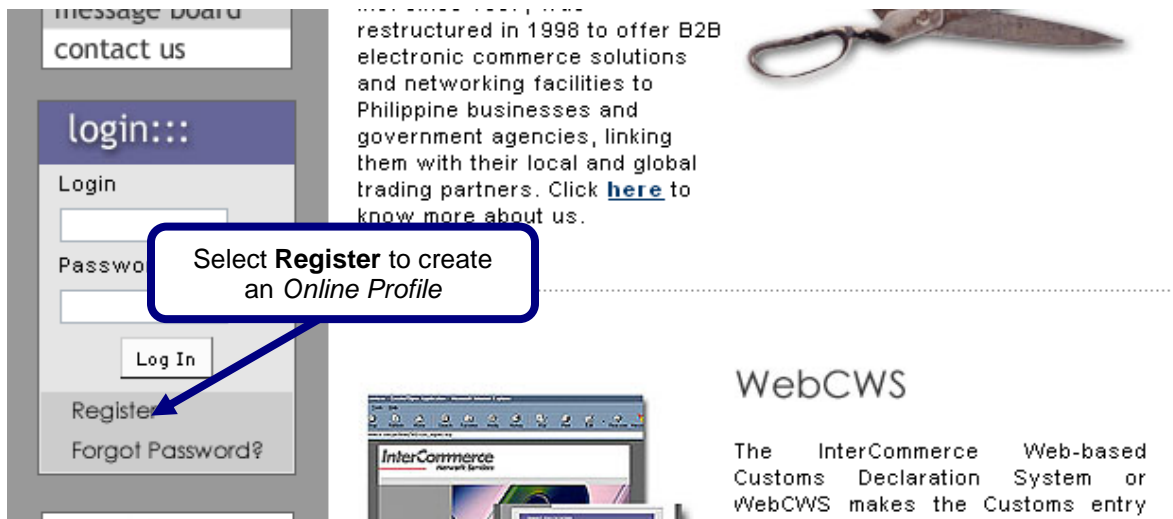 message board
contact us
login:::
Login
Password
Log In
Register
Forgot Password?
Select Register to create
an Online Profile
restructured in 1998 to offer B2B
electronic commerce solutions
and networking facilities to
Philippine businesses and
government agencies, linking
them with their local and global
trading partners. Click here to
know more about us.
InterCommerce
Network Services
WebCWS
The InterCommerce Web-based
Customs Declaration System or
WebCWS makes the Customs entry